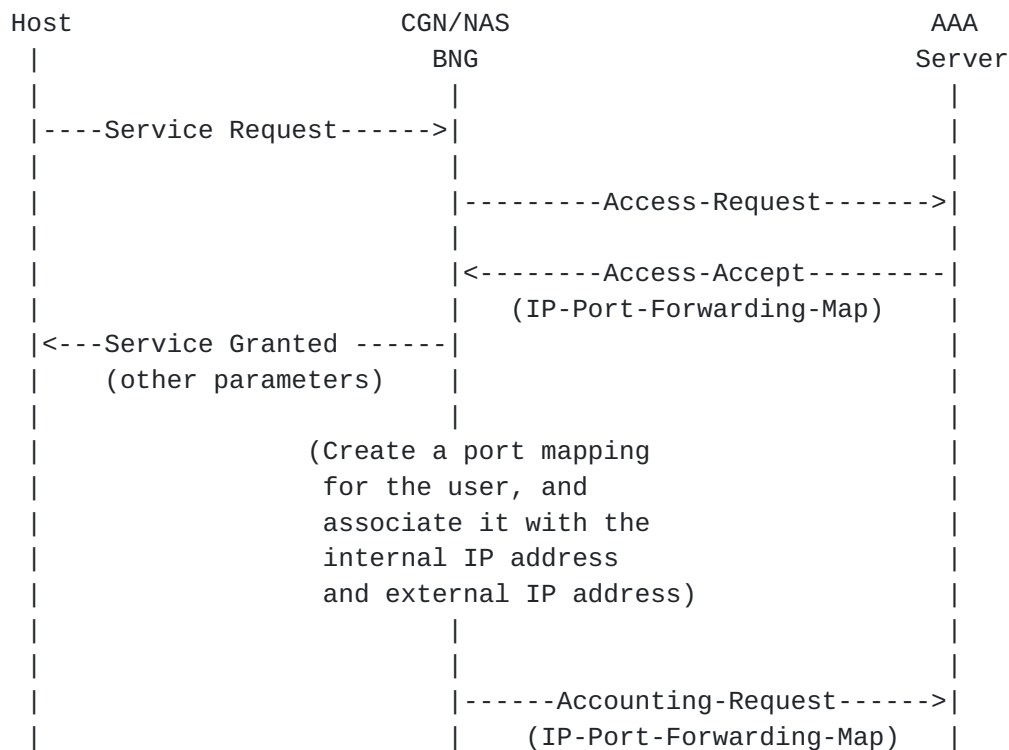 Host                    CGN/NAS                           AAA
 |                         BNG                            Server
 |                          |                               |
 |----Service Request------>|                               |
 |                          |                               |
 |                          |---------Access-Request------->|
 |                          |                               |
 |                          |<--------Access-Accept---------|
 |                          |   (IP-Port-Forwarding-Map)    |
 |<---Service Granted ------|                               |
 |    (other parameters)    |                               |
 |                          |                               |
 |                 (Create a port mapping                   |
 |                  for the user, and                       |
 |                  associate it with the                   |
 |                  internal IP address                     |
 |                  and external IP address)                |
 |                          |                               |
 |                          |                               |
 |                          |------Accounting-Request------>|
 |                          |    (IP-Port-Forwarding-Map)   |